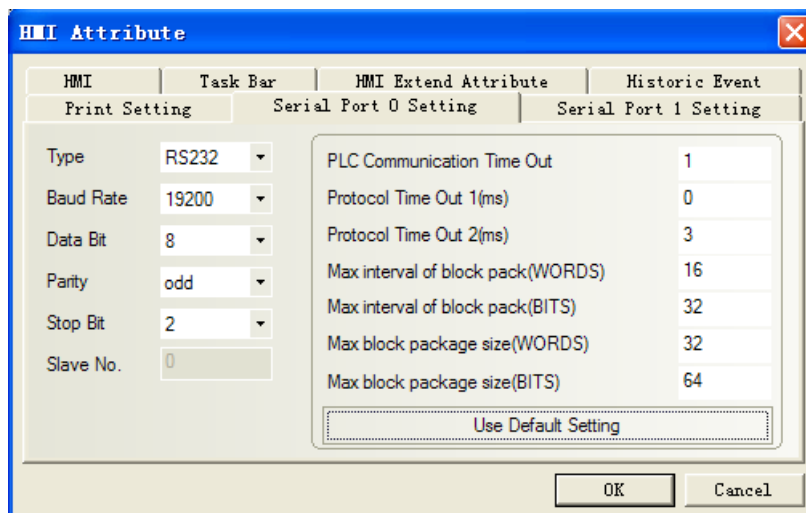 HMI Attribute
HMI Task Bar HMI Extend Attribute Historic Event
Print Setting Serial Port 0 Setting Serial Port 1 Setting
Type RS232
Baud Rate 19200
Data Bit 8
Parity odd
Stop Bit 2
Slave No. 0
PLC Communication Time Out 1
Protocol Time Out 1(ms) 0
Protocol Time Out 2(ms) 3
Max interval of block pack(WORDS) 16
Max interval of block pack(BITS) 32
Max block package size(WORDS) 32
Max block package size(BITS) 64
Use Default Setting
OK Cancel